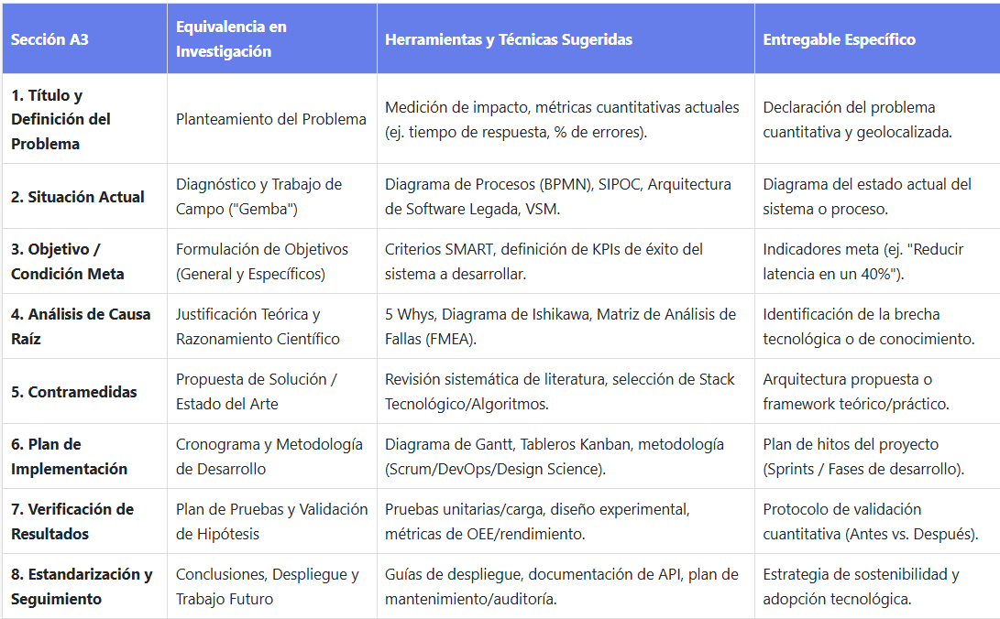 Sección A3
Equivalencia en
Investigación
Herramientas y Técnicas Sugeridas
Entregable Específico
1. Título y
Definición del
Problema
Planteamiento del Problema
Medición de impacto, métricas cuantitativas actuales
(ej. tiempo de respuesta, % de errores).
Declaración del problema
cuantitativa y geolocalizada.
2. Situación Actual
Diagnóstico y Trabajo de
Campo ("Gemba")
Diagrama de Procesos (BPMN), SIPOC, Arquitectura
de Software Legada, VSM.
Diagrama del estado actual del
sistema o proceso.
3. Objetivo /
Condición Meta
Formulación de Objetivos
(General y Específicos)
Criterios SMART, definición de KPIs de éxito del
sistema a desarrollar.
Indicadores meta (ej. "Reducir
latencia en un 40%").
4. Análisis de Causa
Raíz
Justificación Teórica y
Razonamiento Científico
5 Whys, Diagrama de Ishikawa, Matriz de Análisis de
Fallas (FMEA).
Identificación de la brecha
tecnológica o de conocimiento.
5. Contramedidas
Propuesta de Solución /
Estado del Arte
Revisión sistemática de literatura, selección de Stack
Tecnológico/Algoritmos.
Arquitectura propuesta o
framework teórico/práctico.
6. Plan de
Implementación
Cronograma y Metodología
de Desarrollo
Diagrama de Gantt, Tableros Kanban, metodología
(Scrum/DevOps/Design Science).
Plan de hitos del proyecto
(Sprints / Fases de desarrollo).
7. Verificación de
Resultados
Plan de Pruebas y Validación
de Hipótesis
Pruebas unitarias/carga, diseño experimental,
métricas de OEE/rendimiento.
Protocolo de validación
cuantitativa (Antes vs. Después).
8. Estandarización y
Seguimiento
Conclusiones, Despliegue y
Trabajo Futuro
Guías de despliegue, documentación de API, plan de
mantenimiento/auditoría.
Estrategia de sostenibilidad y
adopción tecnológica.